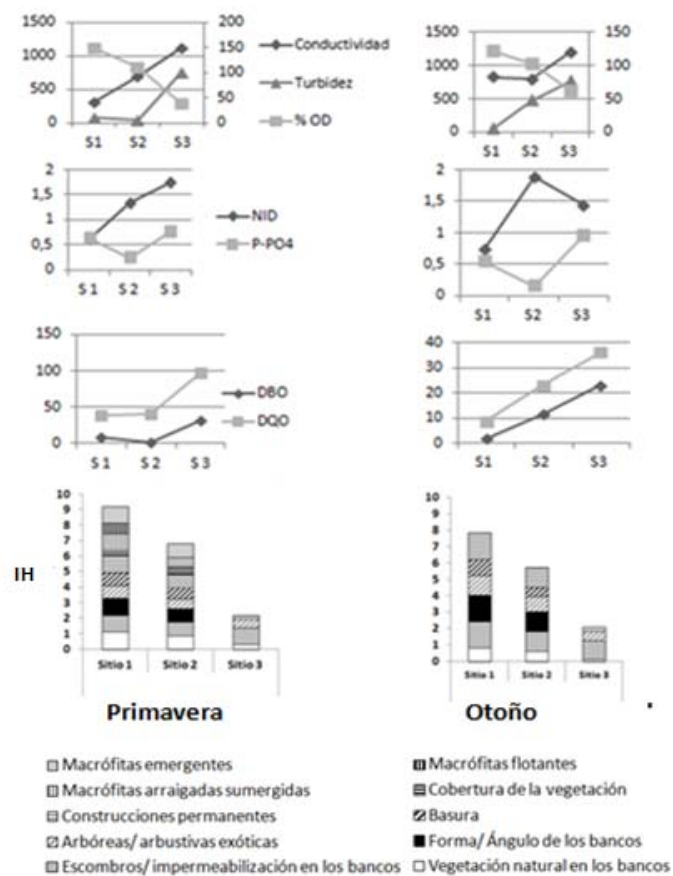 1500 200 1500 150
1000 150 1000 100
500 100 500 50
0 50 0 0
0
Conductividad
Turbidez
% OD
S1 S2 S3 S1 S2 S3
2 2
1,5 1,5
1 1
0,5 0,5
0 0
NID
P-PO4
S 1 S 2 S 3 S1 S2 S3
150 40
100 30
50 20
0 10
0
DBO
DQO
S 1 S 2 S 3 S1 S2 S3
10 10
9 9
8 8
7 7
6 6
5 5
4 4
3 3
2 2
1 1
0 0
IH
Sitio 1 Sitio 2 Sitio 3 Sitio 1 Sitio 2 Sitio 3
Primavera Otoño
Macrófitas emergentes Macrófitas flotantes
Macrófitas arraigadas sumergidas Cobertura de la vegetación
Construcciones permanentes Basura
Arbóreas/ arbustivas exóticas Forma/ Ángulo de los bancos
Escombros/ impermeabilización en los bancos Vegetación natural en los bancos